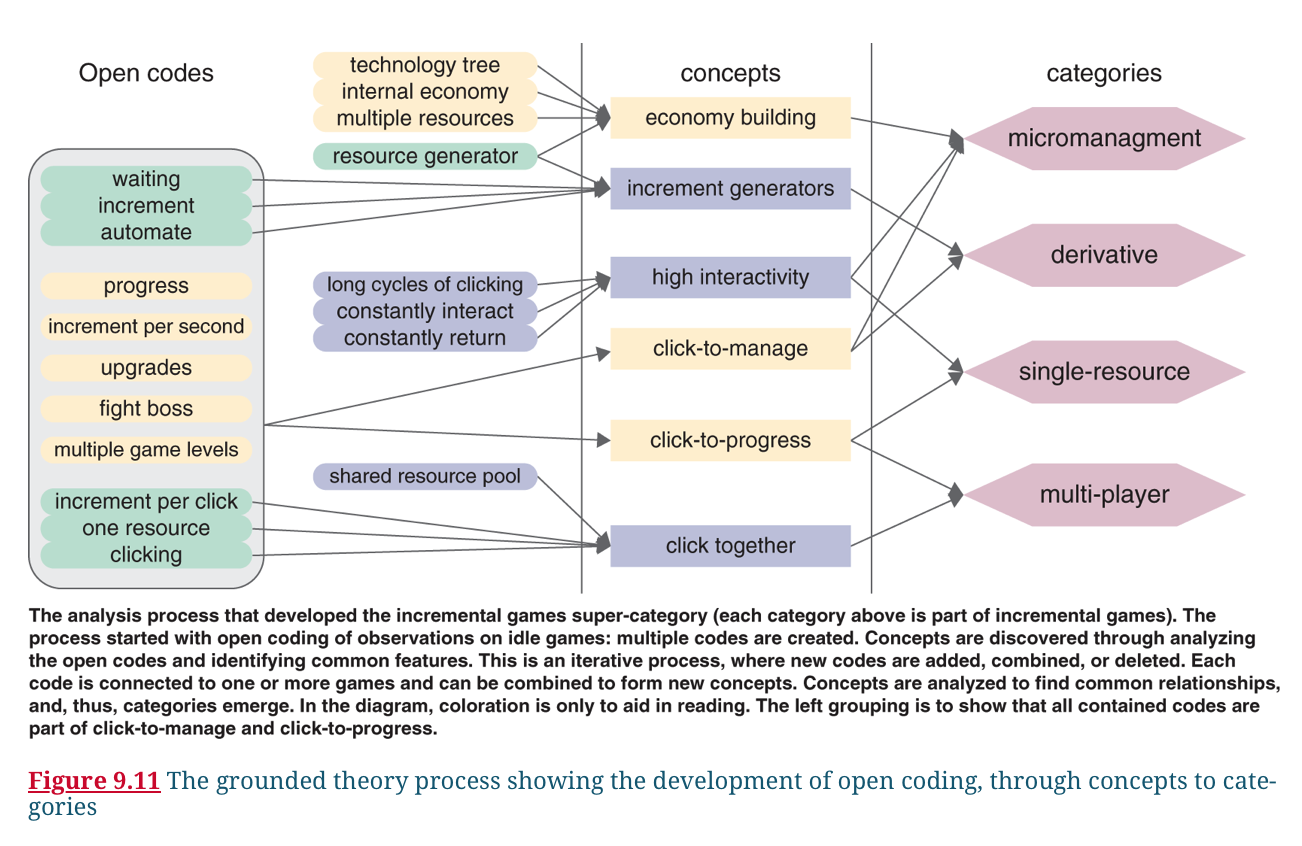 Open codes
concepts
categories
technology tree
internal economy
multiple resources
resource generator
waiting
increment
automate
progress
increment per second
upgrades
fight boss
multiple game levels
increment per click
one resource
clicking
long cycles of clicking
constantly interact
constantly return
shared resource pool
economy building
increment generators
high interactivity
click-to-manage
click-to-progress
click together
micromanagment
derivative
single-resource
multi-player
The analysis process that developed the incremental games super-category (each category above is part of incremental games). The
process started with open coding of observations on idle games: multiple codes are created. Concepts are discovered through analyzing
the open codes and identifying common features. This is an iterative process, where new codes are added, combined, or deleted. Each
code is connected to one or more games and can be combined to form new concepts. Concepts are analyzed to find common relationships,
and, thus, categories emerge. In the diagram, coloration is only to aid in reading. The left grouping is to show that all contained codes are
part of click-to-manage and click-to-progress.
Figure 9.11 The grounded theory process showing the development of open coding, through concepts to cate-
gories